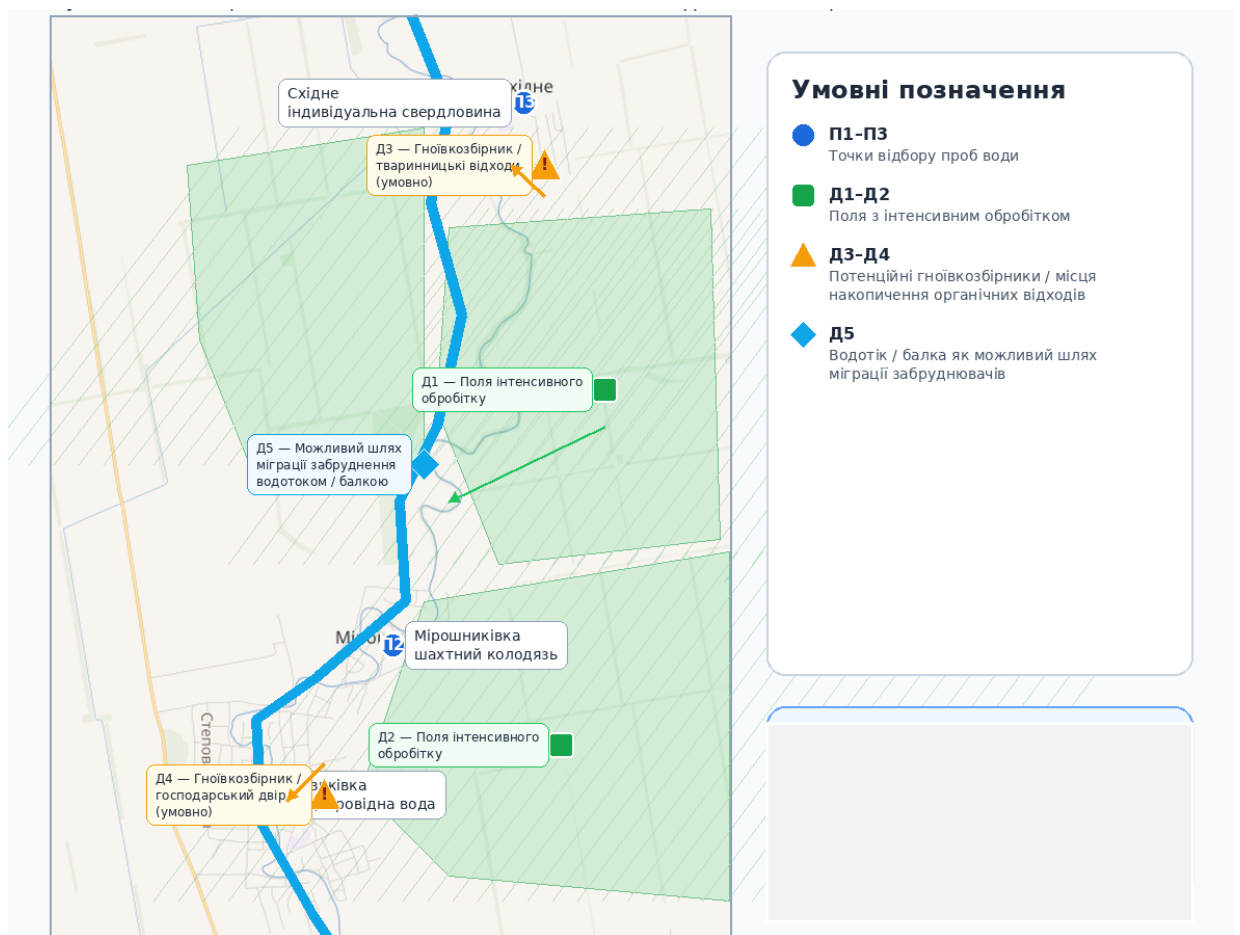 Східне
індивідуальна свердловина
П3
Д3 — Гноївкозбірник /
тваринницькі відходи
(умовно)
!
Д1 — Поля інтенсивного
обробітку
Д5 — Можливий шлях
міграції забруднення
водотоком / балкою
П2
Мірошниківка
шахтний колодязь
Д2 — Поля інтенсивного
обробітку
Д4 — Гноївкозбірник /
господарський двір
(умовно)
!
вода
Умовні позначення
П1–П3
Точки відбору проб води
Д1–Д2
Поля з інтенсивним обробітком
Д3–Д4
Потенційні гноївкозбірники / місця
накопичення органічних відходів
Д5
Водотік / балка як можливий шлях
міграції забруднювачів